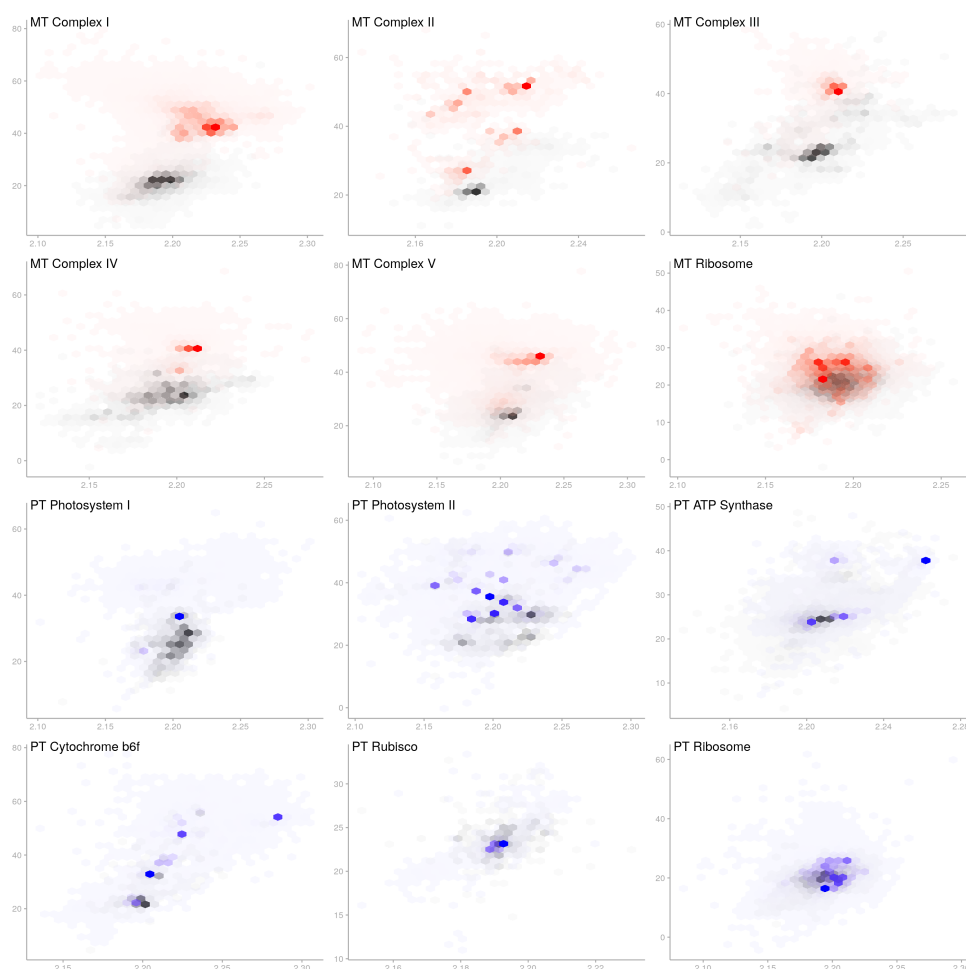 MT Complex I
80
60
40
20
2.10 2.15 2.20 2.25 2.30
MT Complex II
60
40
20
2.16 2.20 2.24
MT Complex III
60
40
20
0
2.15 2.20 2.25
MT Complex IV
60
40
20
0
2.15 2.20 2.25
MT Complex V
80
60
40
20
2.10 2.15 2.20 2.25 2.30
MT Ribosome
50
40
30
20
10
0
2.10 2.15 2.20 2.25
PT Photosystem I
60
40
20
2.10 2.15 2.20 2.25 2.30
PT Photosystem II
60
40
20
0
2.10 2.15 2.20 2.25 2.30
PT ATP Synthase
50
40
30
20
10
2.16 2.20 2.24
PT Cytochrome b6f
80
60
40
20
2.15 2.20 2.25 2.30
PT Rubisco
30
25
20
15
10
2.16 2.18 2.20 2.22
PT Ribosome
60
40
20
0
2.10 2.15 2.20 2.25